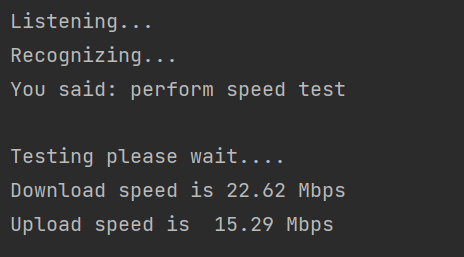 Listening...
Recognizing...
You said: perform speed test
Testing please wait....
Download speed is 22.62 Mbps
Upload speed is  15.29 Mbps